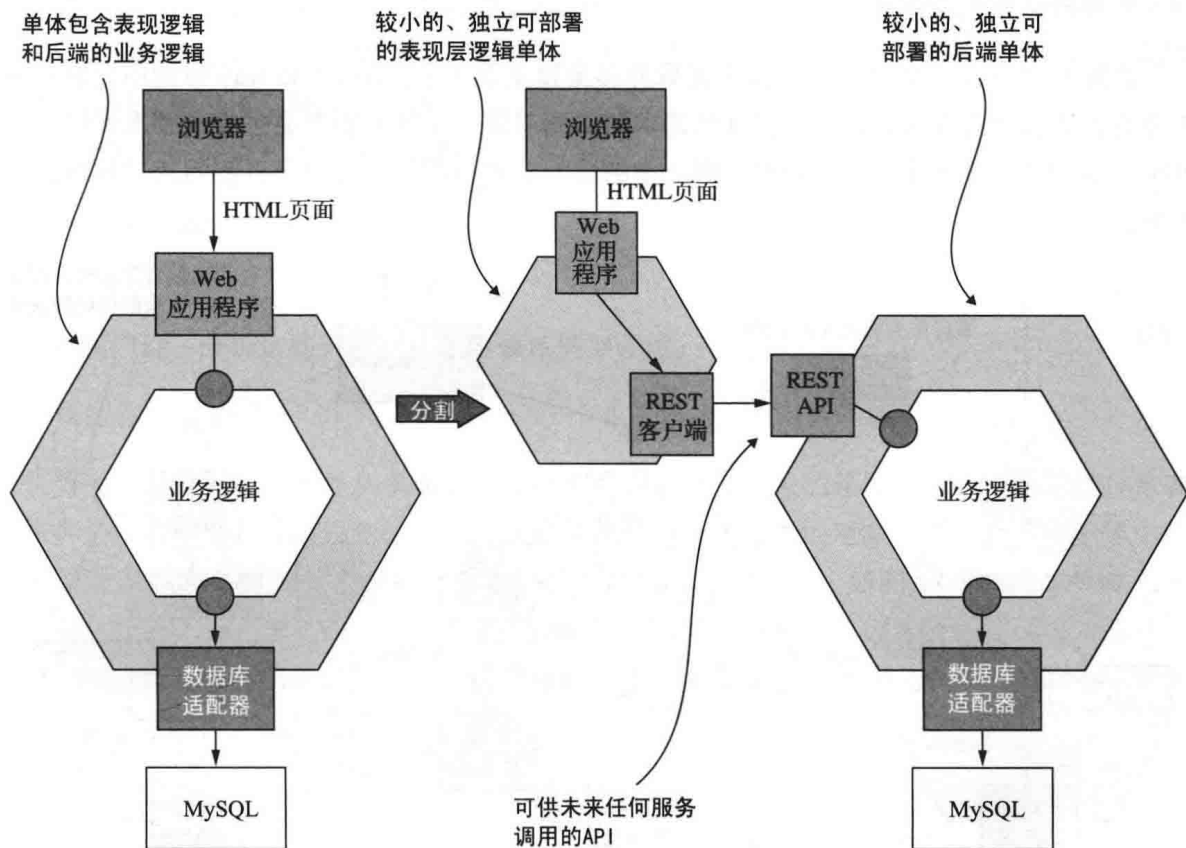 单体包含表现逻辑
和后端的业务逻辑
较小的、独立可部署
的表现层逻辑单体
较小的、独立可
部署的后端单体
浏览器
HTML页面
Web
应用程序
业务逻辑
数据库
适配器
MySQL
分割
浏览器
HTML页面
Web
应用
程序
REST
客户端
REST
API
业务逻辑
数据库
适配器
MySQL
可供未来任何服务
调用的API